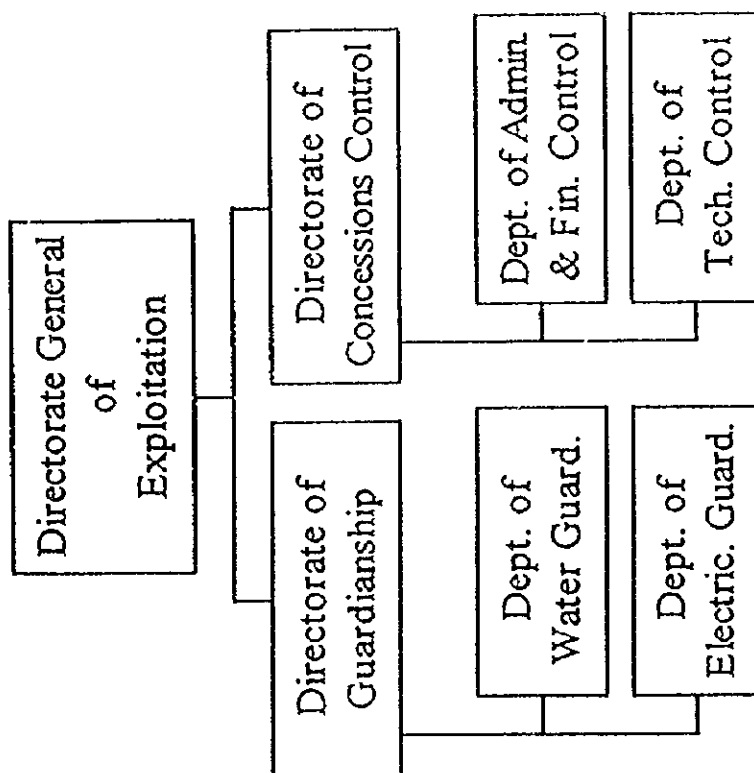 Directorate General
of
Exploitation
Directorate of
Guardianship
Directorate of
Concessions Control
Dept. of
Water Guard.
Dept. of Admin
& Fin. Control
Dept. of
Electric. Guard.
Dept. of
Tech. Control